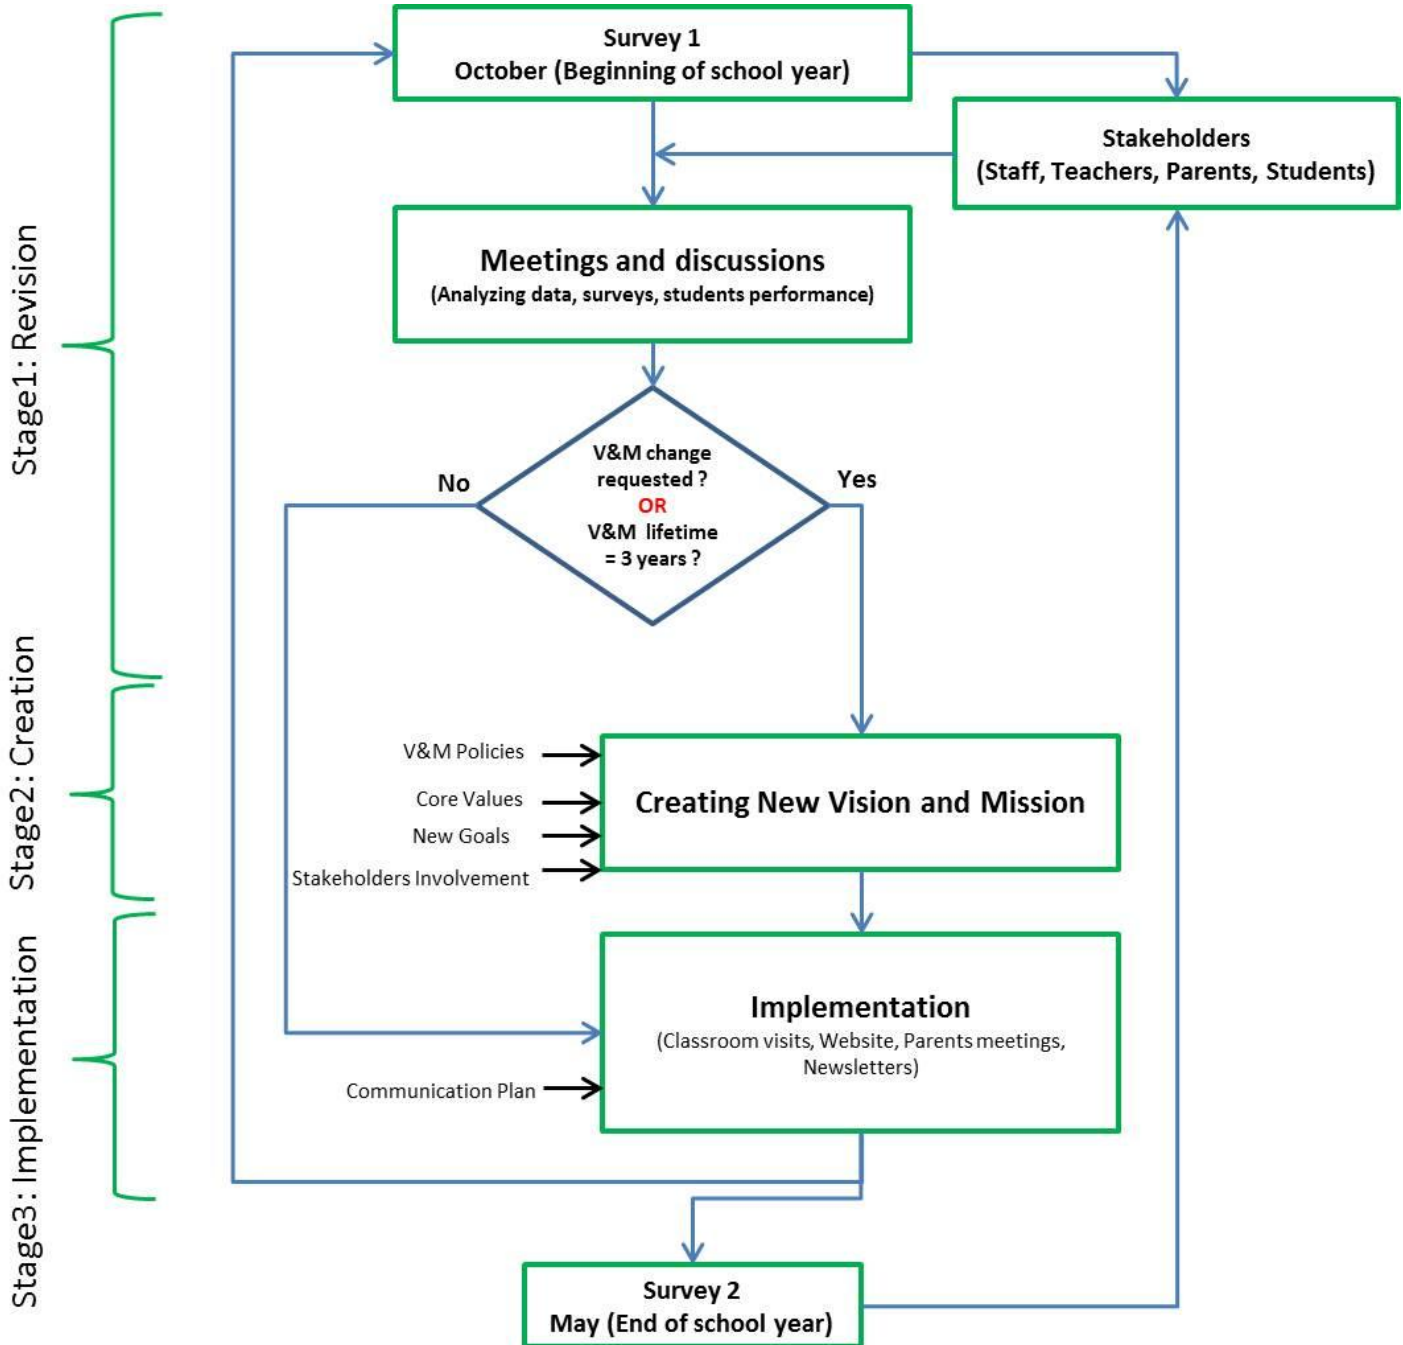 Survey 1
October (Beginning of school year)
Stakeholders
(Staff, Teachers, Parents, Students)
Meetings and discussions
(Analyzing data, surveys, students performance)
Stage1: Revision
V&M change
requested ?
OR
V&M lifetime
= 3 years ?
No
Yes
Stage2: Creation
V&M Policies
Core Values
New Goals
Stakeholders Involvement
Creating New Vision and Mission
Stage3: Implementation
Implementation
(Classroom visits, Website, Parents meetings,
Newsletters)
Communication Plan
Survey 2
May (End of school year)